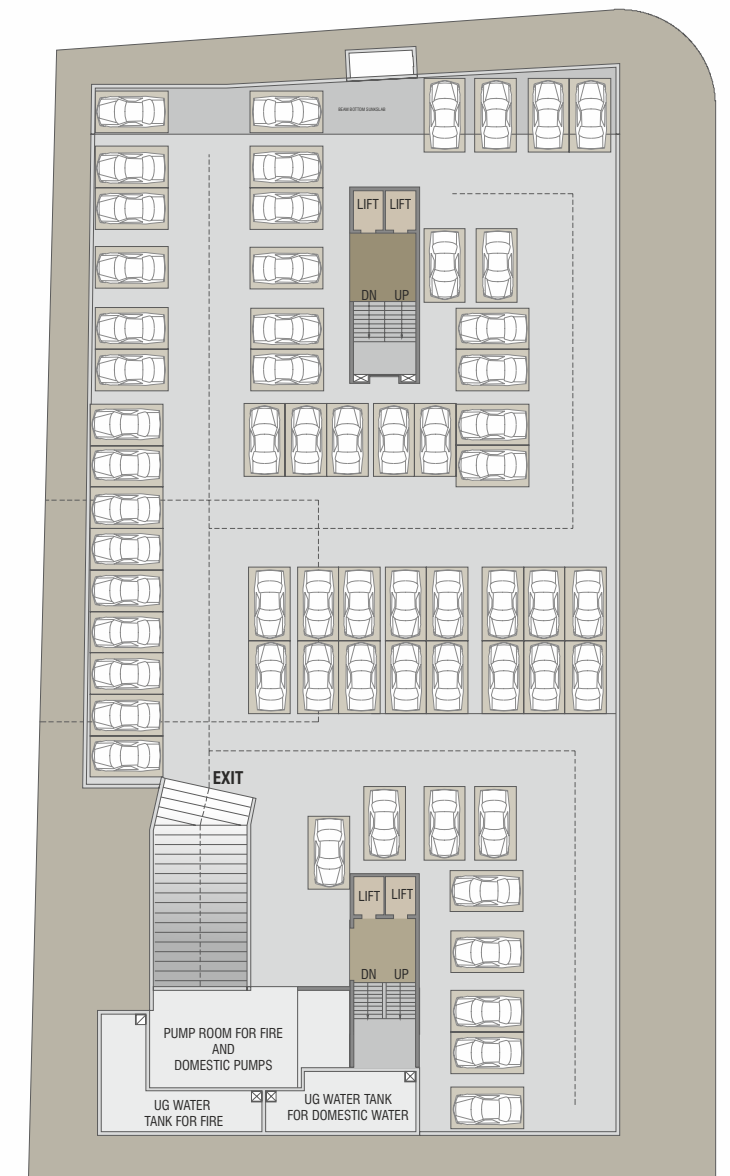 LIFT LIFT
DN UP
EXIT
LIFT LIFT
DN UP
PUMP ROOM FOR FIRE
AND
DOMESTIC PUMPS
UG WATER
TANK FOR FIRE
UG WATER TANK
FOR DOMESTIC WATER